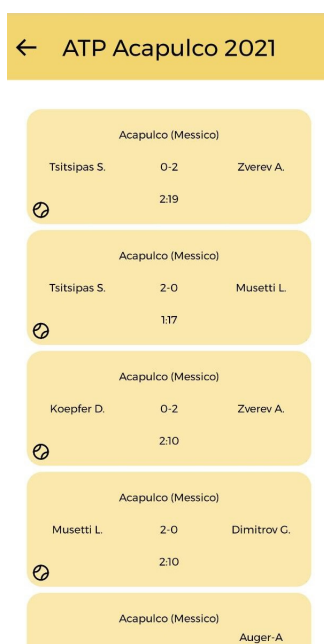 ATP Acapulco 2021
Acapulco (Messico)
Tsitsipas S. 0-2 Zverev A.
2:19
Acapulco (Messico)
Tsitsipas S. 2-0 Musetti L.
1:17
Acapulco (Messico)
Koepfer D. 0-2 Zverev A.
2:10
Acapulco (Messico)
Musetti L. 2-0 Dimitrov G.
2:10
Acapulco (Messico)
Auger-A